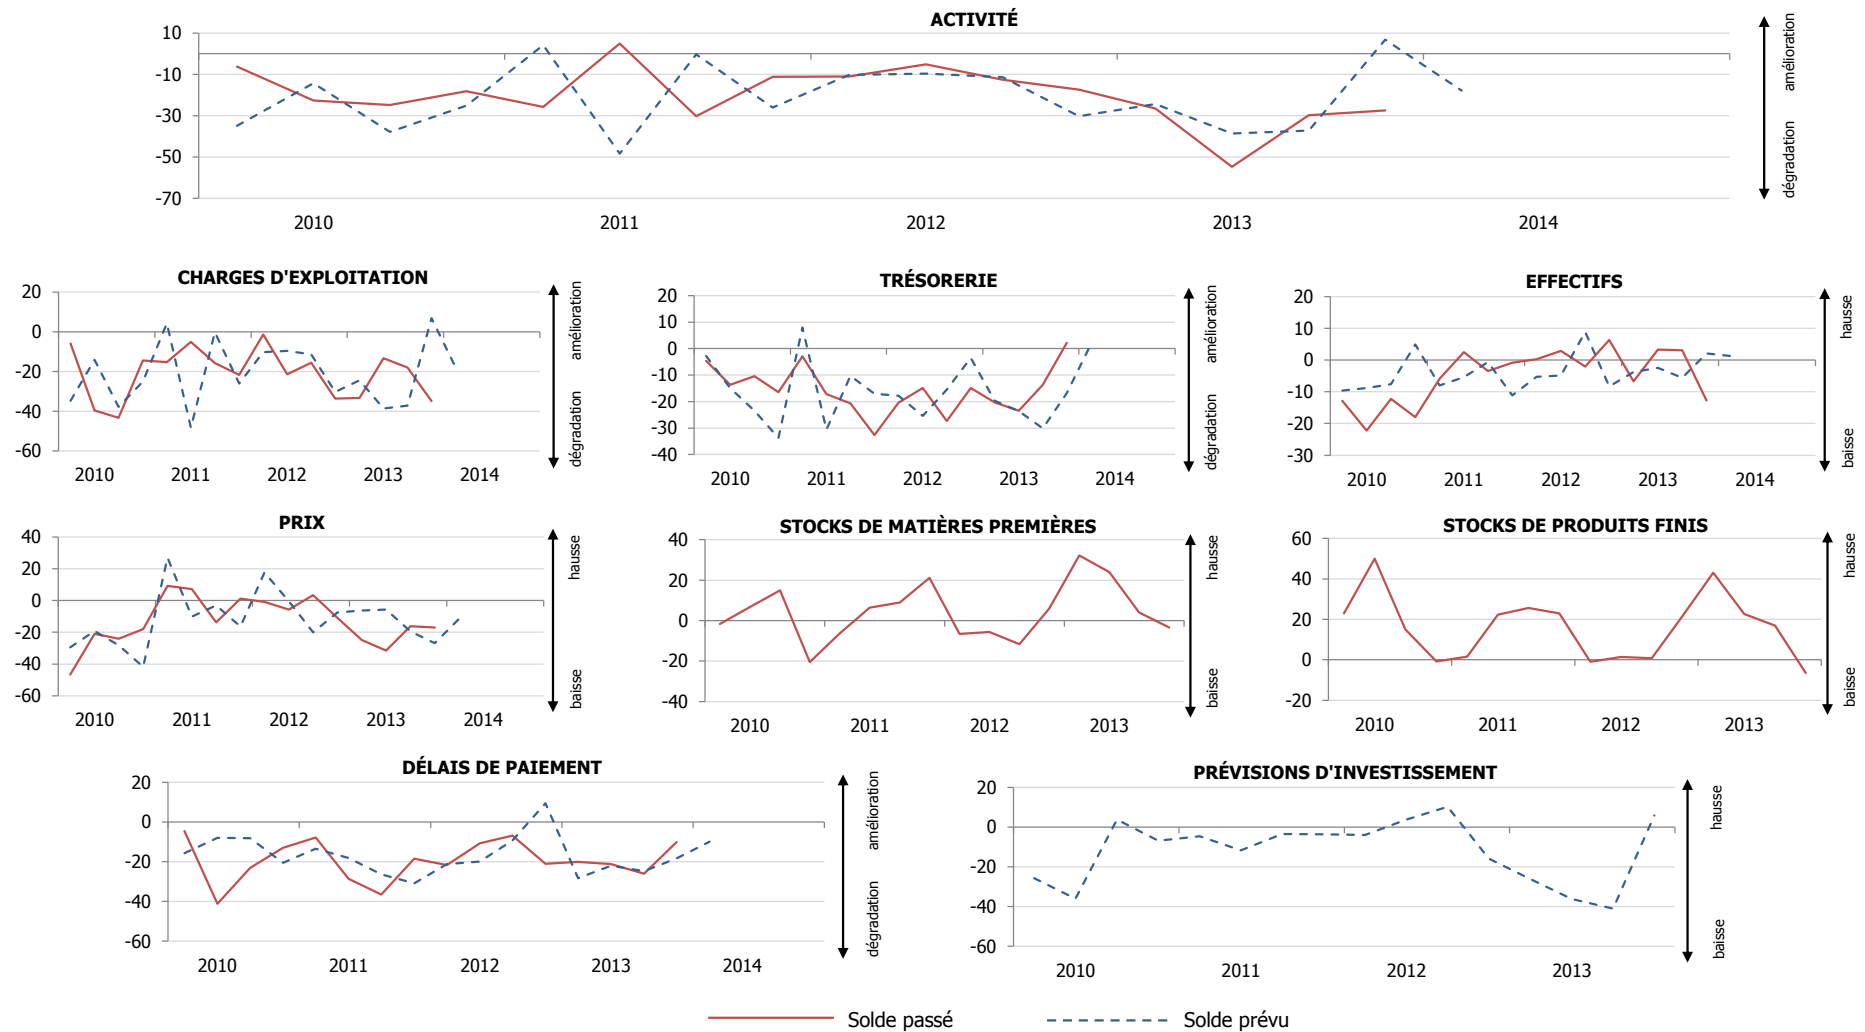 ACTIVITÉ
10
-10
-30
-50
-70
2010 2011 2012 2013 2014
amélioration
dégradation
CHARGES D'EXPLOITATION
20
0
-20
-40
-60
2010 2011 2012 2013 2014
amélioration
dégradation
TRÉSORERIE
20
10
0
-10
-20
-30
-40
2010 2011 2012 2013 2014
amélioration
dégradation
EFFECTIFS
20
10
0
-10
-20
-30
2010 2011 2012 2013 2014
hausse
baisse
PRIX
40
20
0
-20
-40
-60
2010 2011 2012 2013 2014
hausse
baisse
STOCKS DE MATIÈRES PREMIÈRES
40
20
0
-20
-40
2010 2011 2012 2013
hausse
baisse
STOCKS DE PRODUITS FINIS
60
40
20
0
-20
2010 2011 2012 2013
hausse
baisse
DÉLAIS DE PAIEMENT
20
0
-20
-40
-60
2010 2011 2012 2013 2014
amélioration
dégradation
PRÉVISIONS D'INVESTISSEMENT
20
0
-20
-40
-60
2010 2011 2012 2013
hausse
baisse
Solde passé Solde prévu